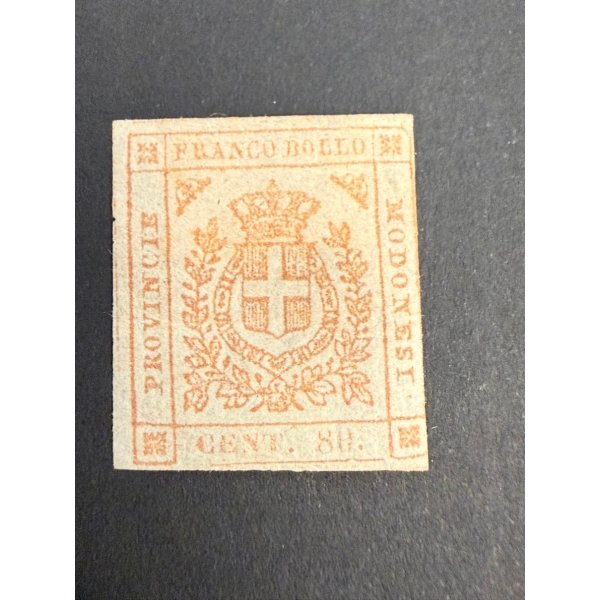 FRANCO BOLLO
PROVINCIE
MODONESI
CENT. 80.